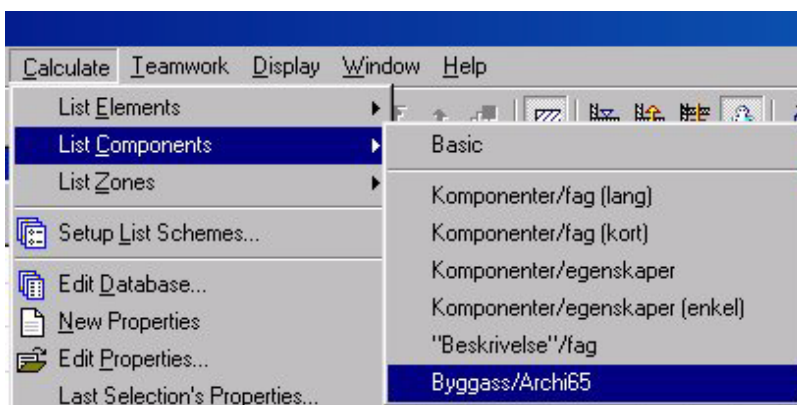 Calculate Teamwork Display Window Help
List Elements
List Components
List Zones
Setup List Schemes...
Edit Database...
New Properties
Edit Properties...
Last Selection's Properties...
Basic
Komponenter/fag (lang)
Komponenter/fag (kort)
Komponenter/egenskaper
Komponenter/egenskaper (enkel)
"Beskrivelse"/fag
Byggass/Archi65